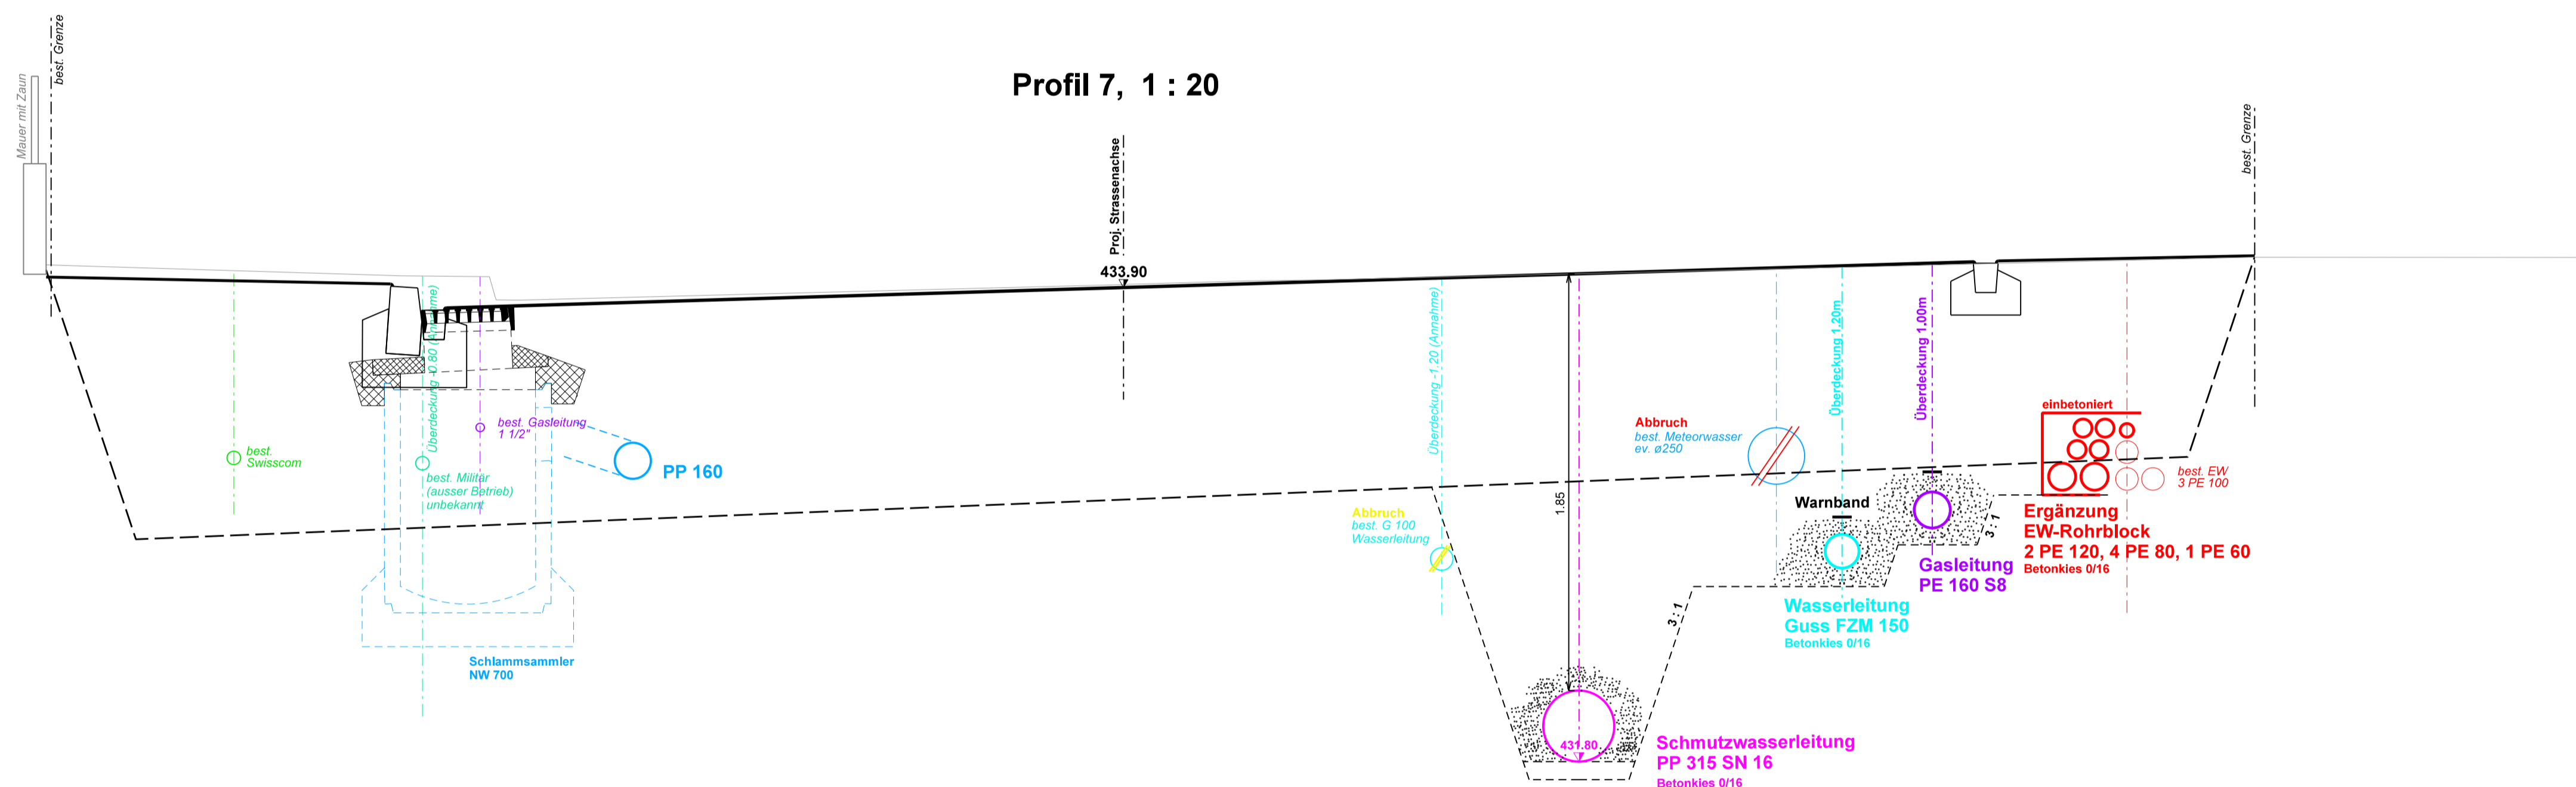 best. Grenze
Mauer mit Zaun
Profil 7, 1 : 20
best. Grenze
Proj. Strassenachse
433.90
Überdeckung -0.80 (Annahme)
Überdeckung -1.20 (Annahme)
Überdeckung 1.20m
Überdeckung 1.00m
einbetoniert
best. Gasleitung
1 1/2"
Abbruch
best. Meteorwasser
ev. ø250
best.
Swisscom
PP 160
best. Militär
(ausser Betrieb)
unbekannt
best. EW
3 PE 100
1.85
Warnband
Abbruch
best. G 100
Wasserleitung
3 : 1
Ergänzung
EW-Rohrblock
2 PE 120, 4 PE 80, 1 PE 60
Betonkies 0/16
Gasleitung
PE 160 S8
3 : 1
Wasserleitung
Guss FZM 150
Betonkies 0/16
Schlammsammler
NW 700
431.80
Schmutzwasserleitung
PP 315 SN 16
Betonkies 0/16